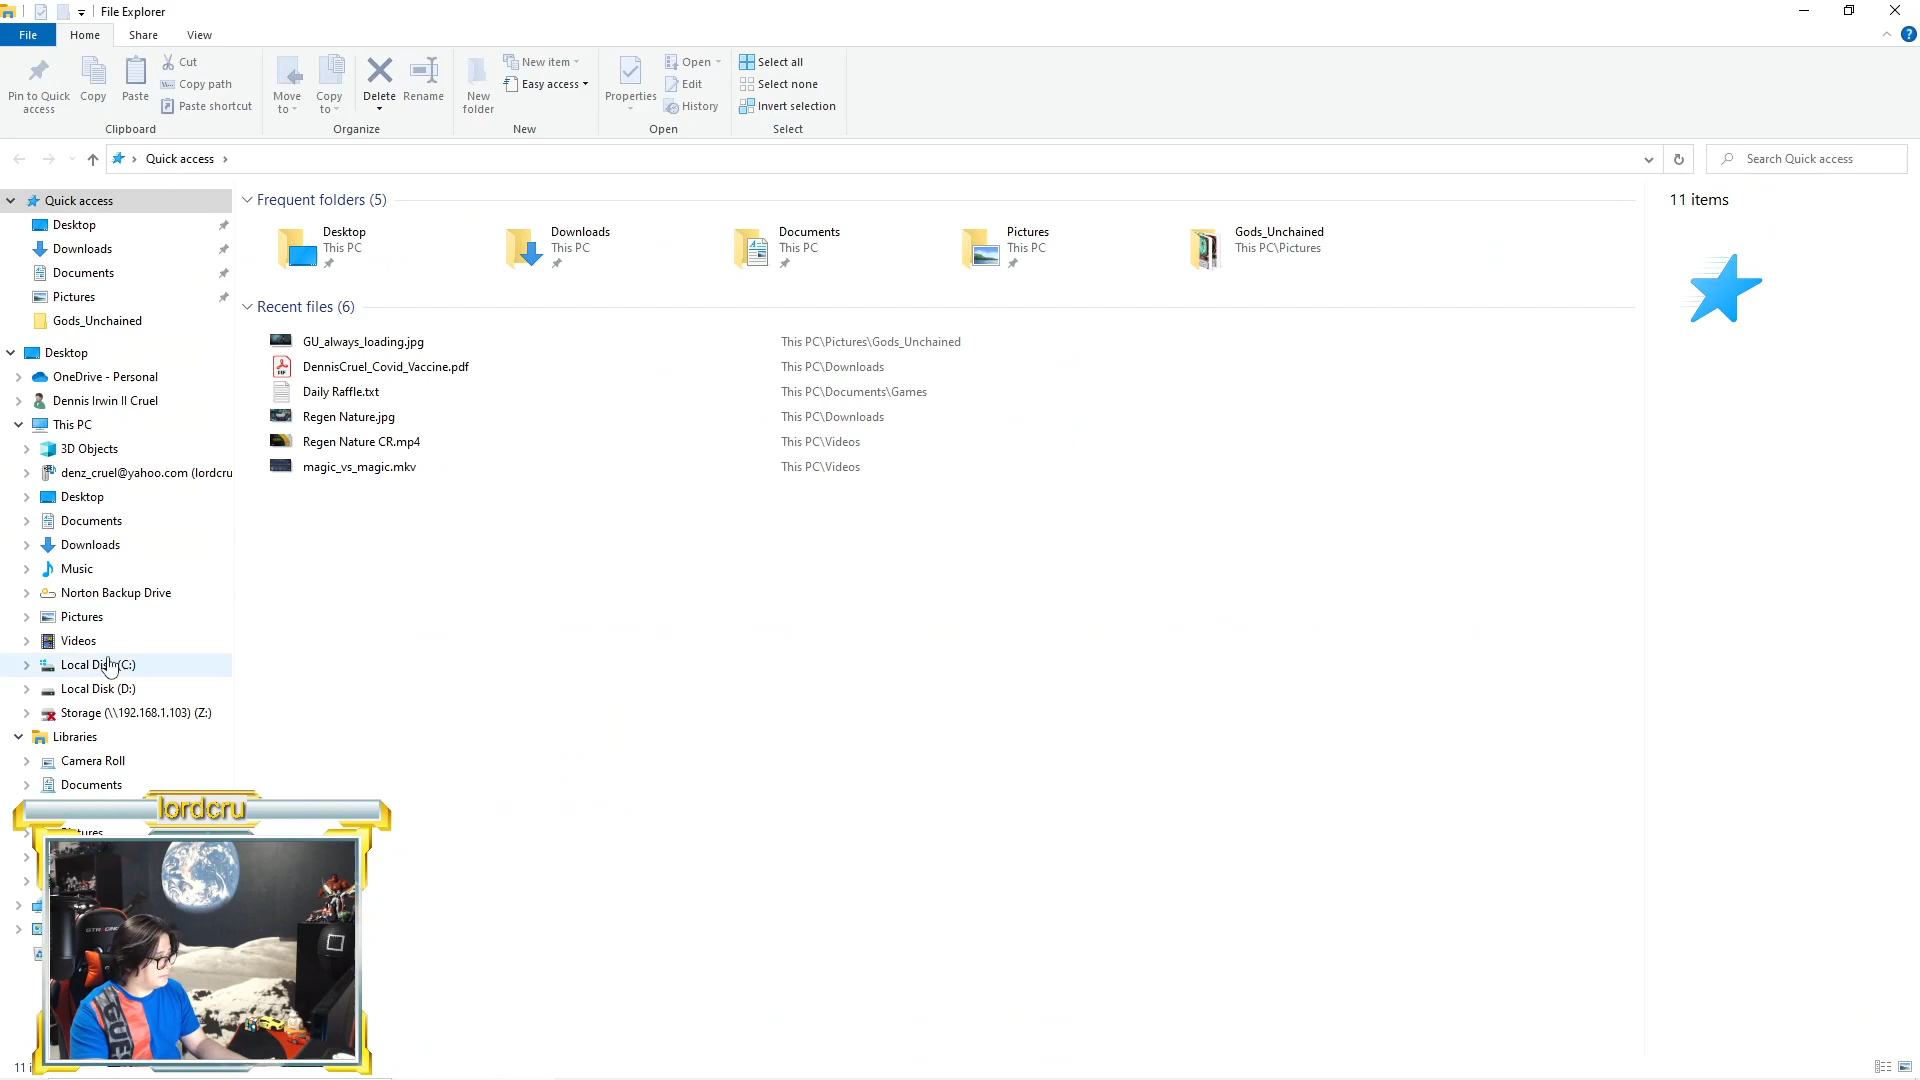 File Explorer
File
Home
Share
View
Pin to Quick access
Copy
Paste
Cut
Copy path
Paste shortcut
Clipboard
Move to
Copy to
Delete
Rename
Organize
New folder
New item
Easy access
New
Properties
Open
Edit
History
Open
Select all
Select none
Invert selection
Select
Quick access
Search Quick access
Quick access
Desktop
Downloads
Documents
Pictures
Gods_Unchained
Desktop
OneDrive - Personal
Dennis Irwin II Cruel
This PC
3D Objects
denz_cruel@yahoo.com (lordcru
Desktop
Documents
Downloads
Music
Norton Backup Drive
Pictures
Videos
Local Disk (C:)
Local Disk (D:)
Storage (\\192.168.1.103) (Z:)
Libraries
Camera Roll
Documents
Pictures
Frequent folders (5)
Desktop
This PC
Downloads
This PC
Documents
This PC
Pictures
This PC
Gods_Unchained
This PC\Pictures
Recent files (6)
GU_always_loading.jpg This PC\Pictures\Gods_Unchained
DennisCruel_Covid_Vaccine.pdf This PC\Downloads
Daily Raffle.txt This PC\Documents\Games
Regen Nature.jpg This PC\Downloads
Regen Nature CR.mp4 This PC\Videos
magic_vs_magic.mkv This PC\Videos
11 items
lordcru
GTRACING
11 i